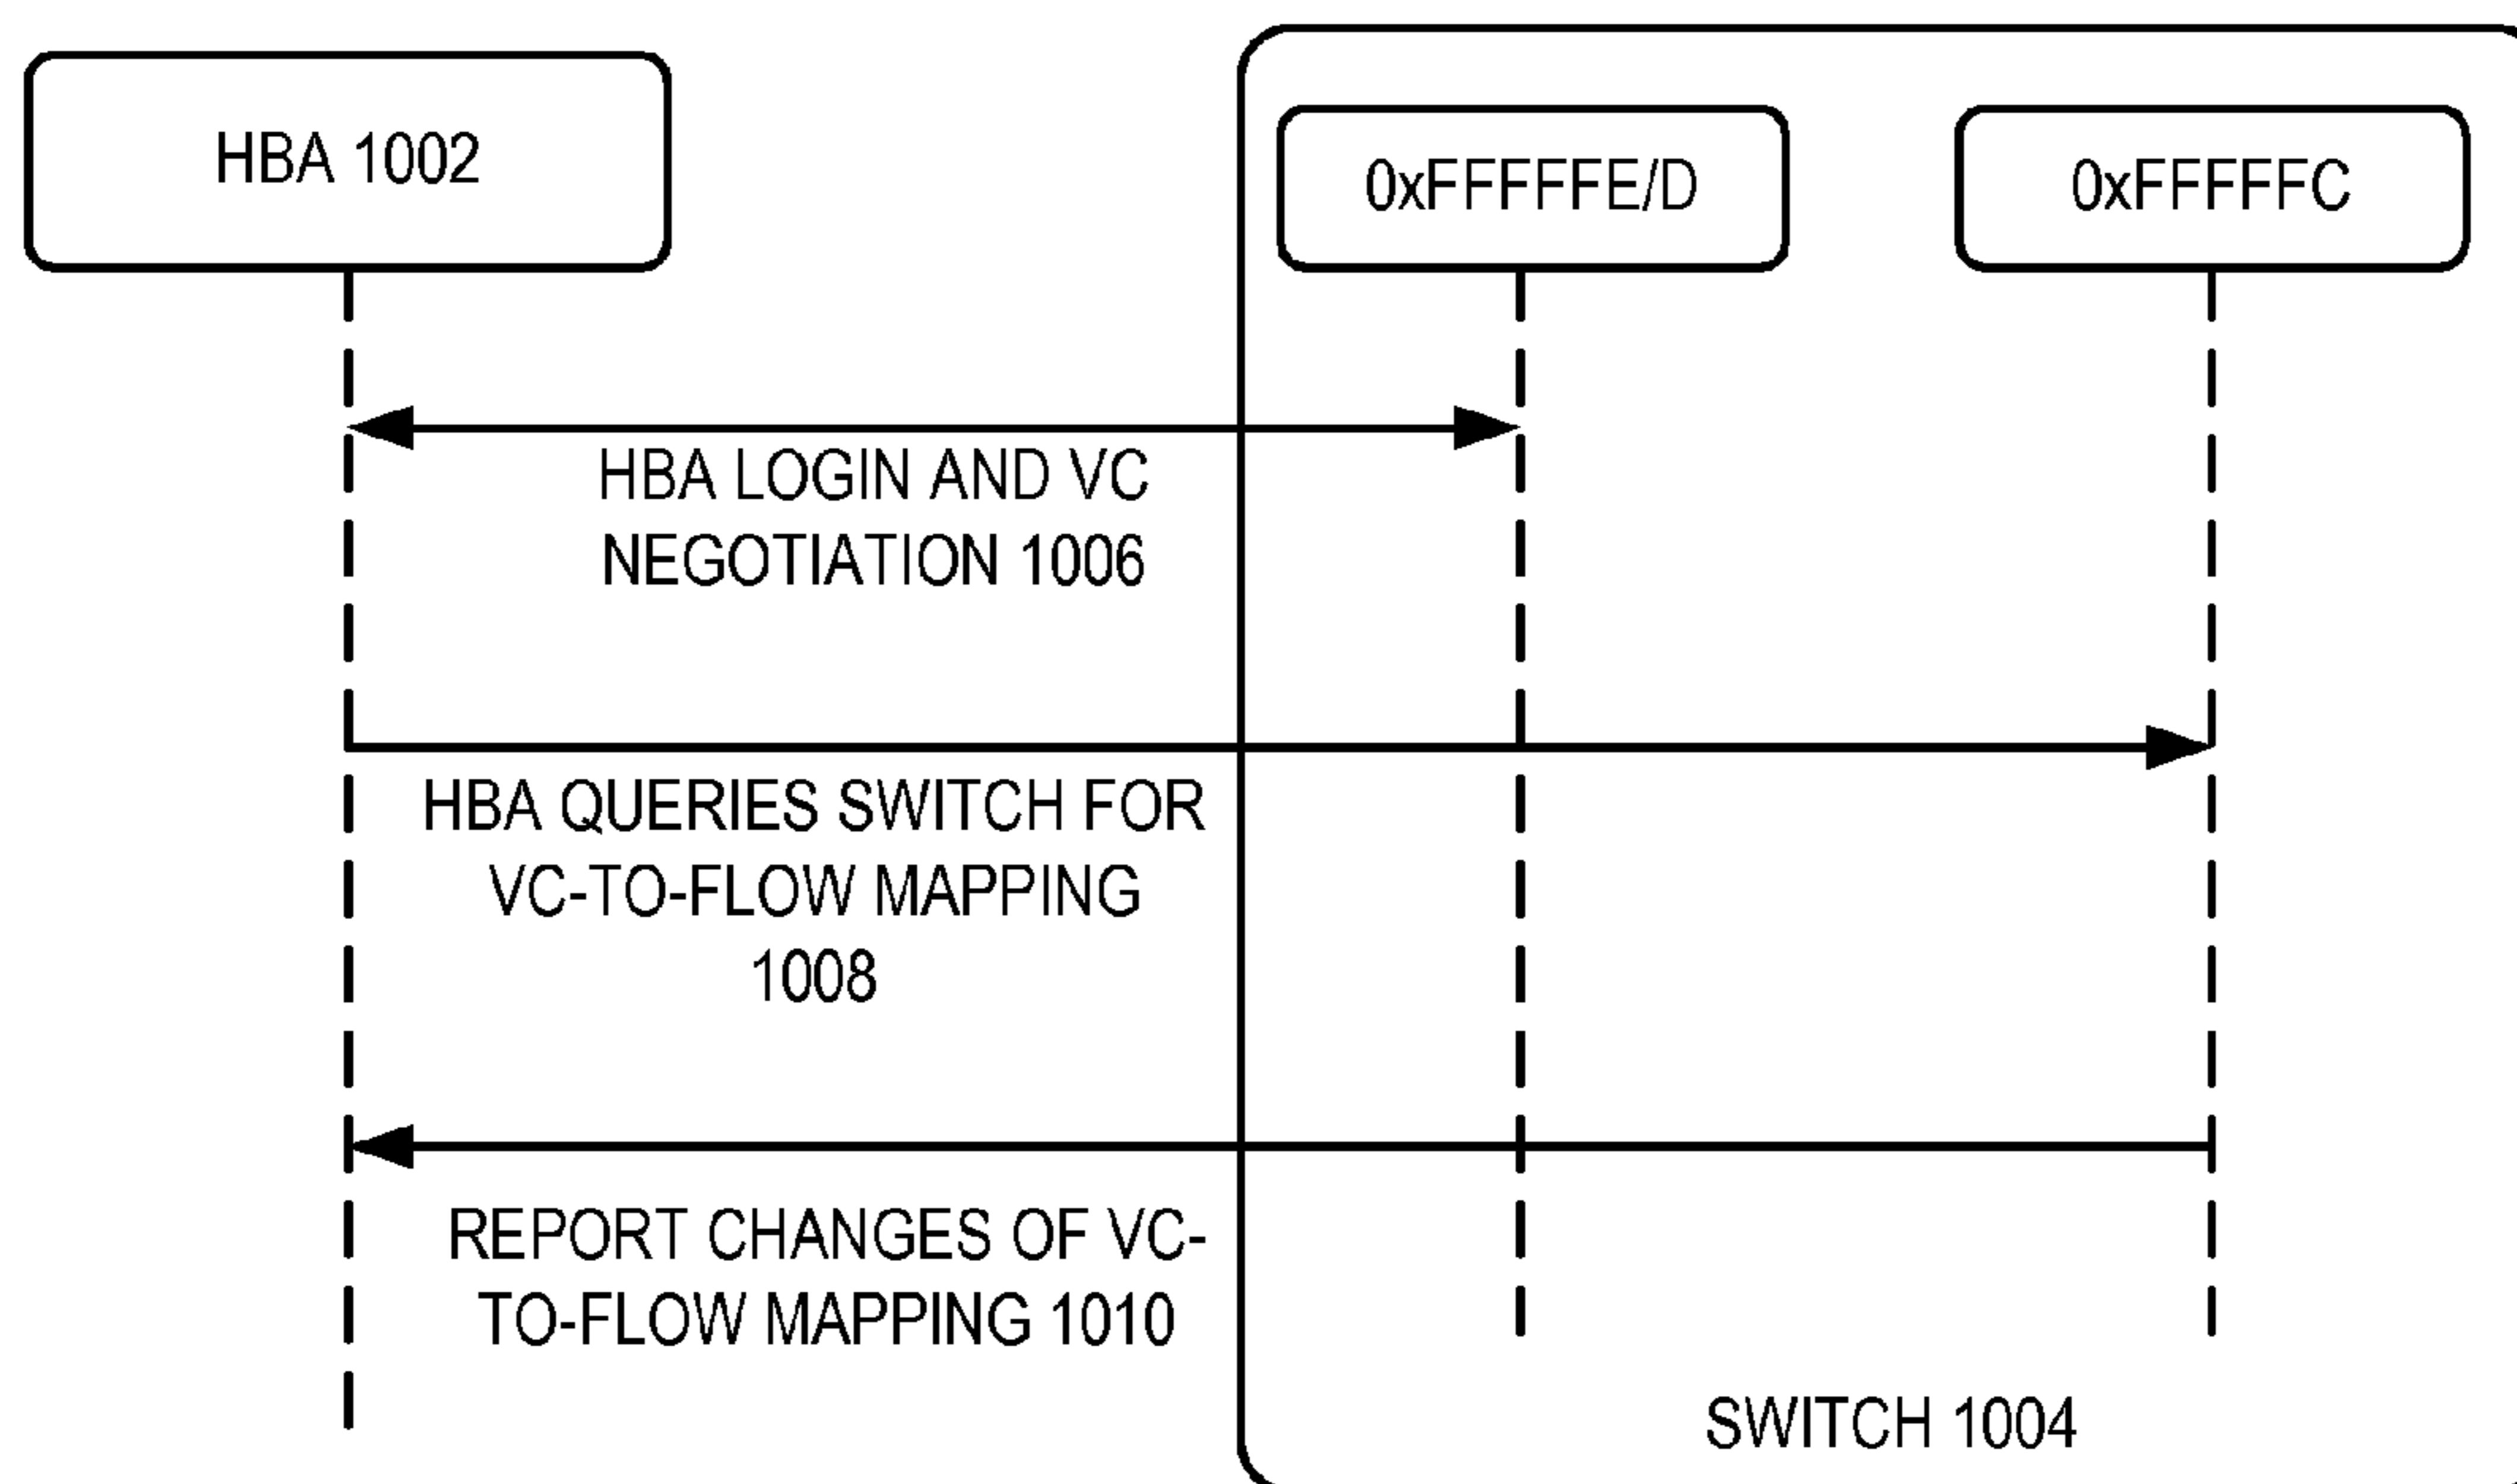 HBA 1002
0xFFFFFE/D
0xFFFFFC
HBA LOGIN AND VC
NEGOTIATION 1006
HBA QUERIES SWITCH FOR
VC-TO-FLOW MAPPING
1008
REPORT CHANGES OF VC-
TO-FLOW MAPPING 1010
SWITCH 1004